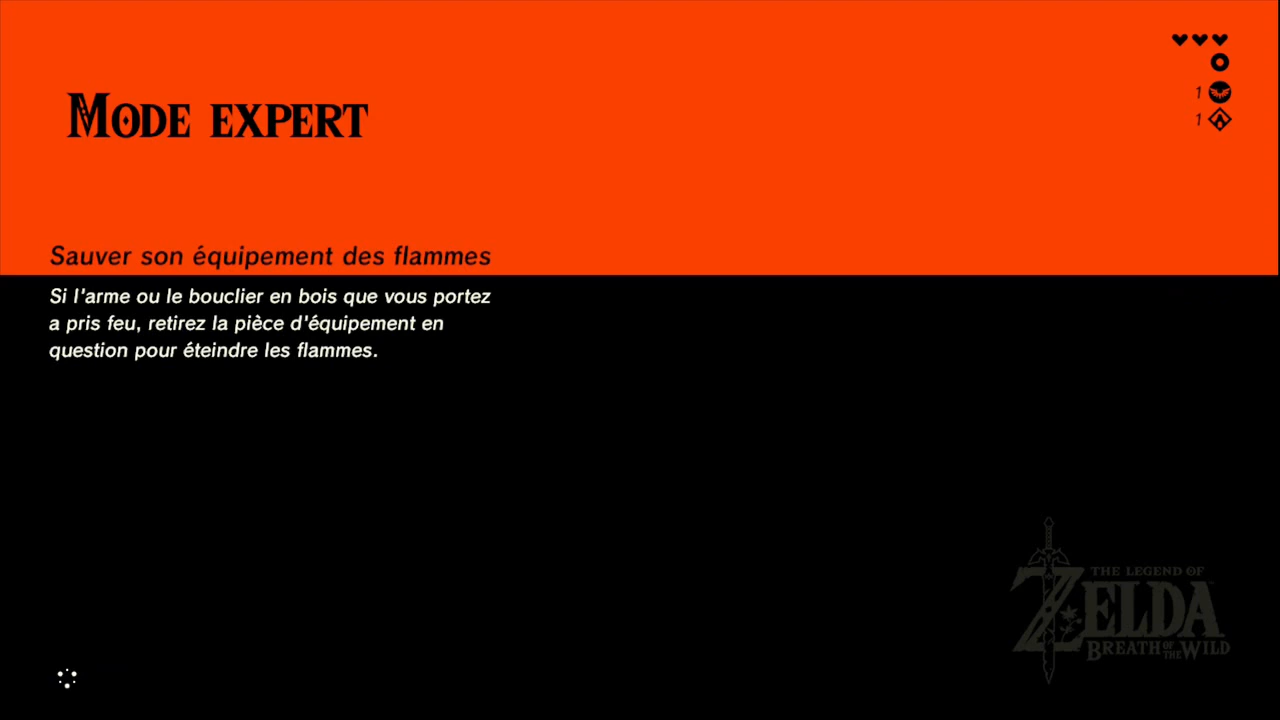 Mode expert
1
1
Sauver son équipement des flammes
Si l'arme ou le bouclier en bois que vous portez
a pris feu, retirez la pièce d'équipement en
question pour éteindre les flammes.
THE LEGEND OF
ZELDA
BREATH OF THE WILD